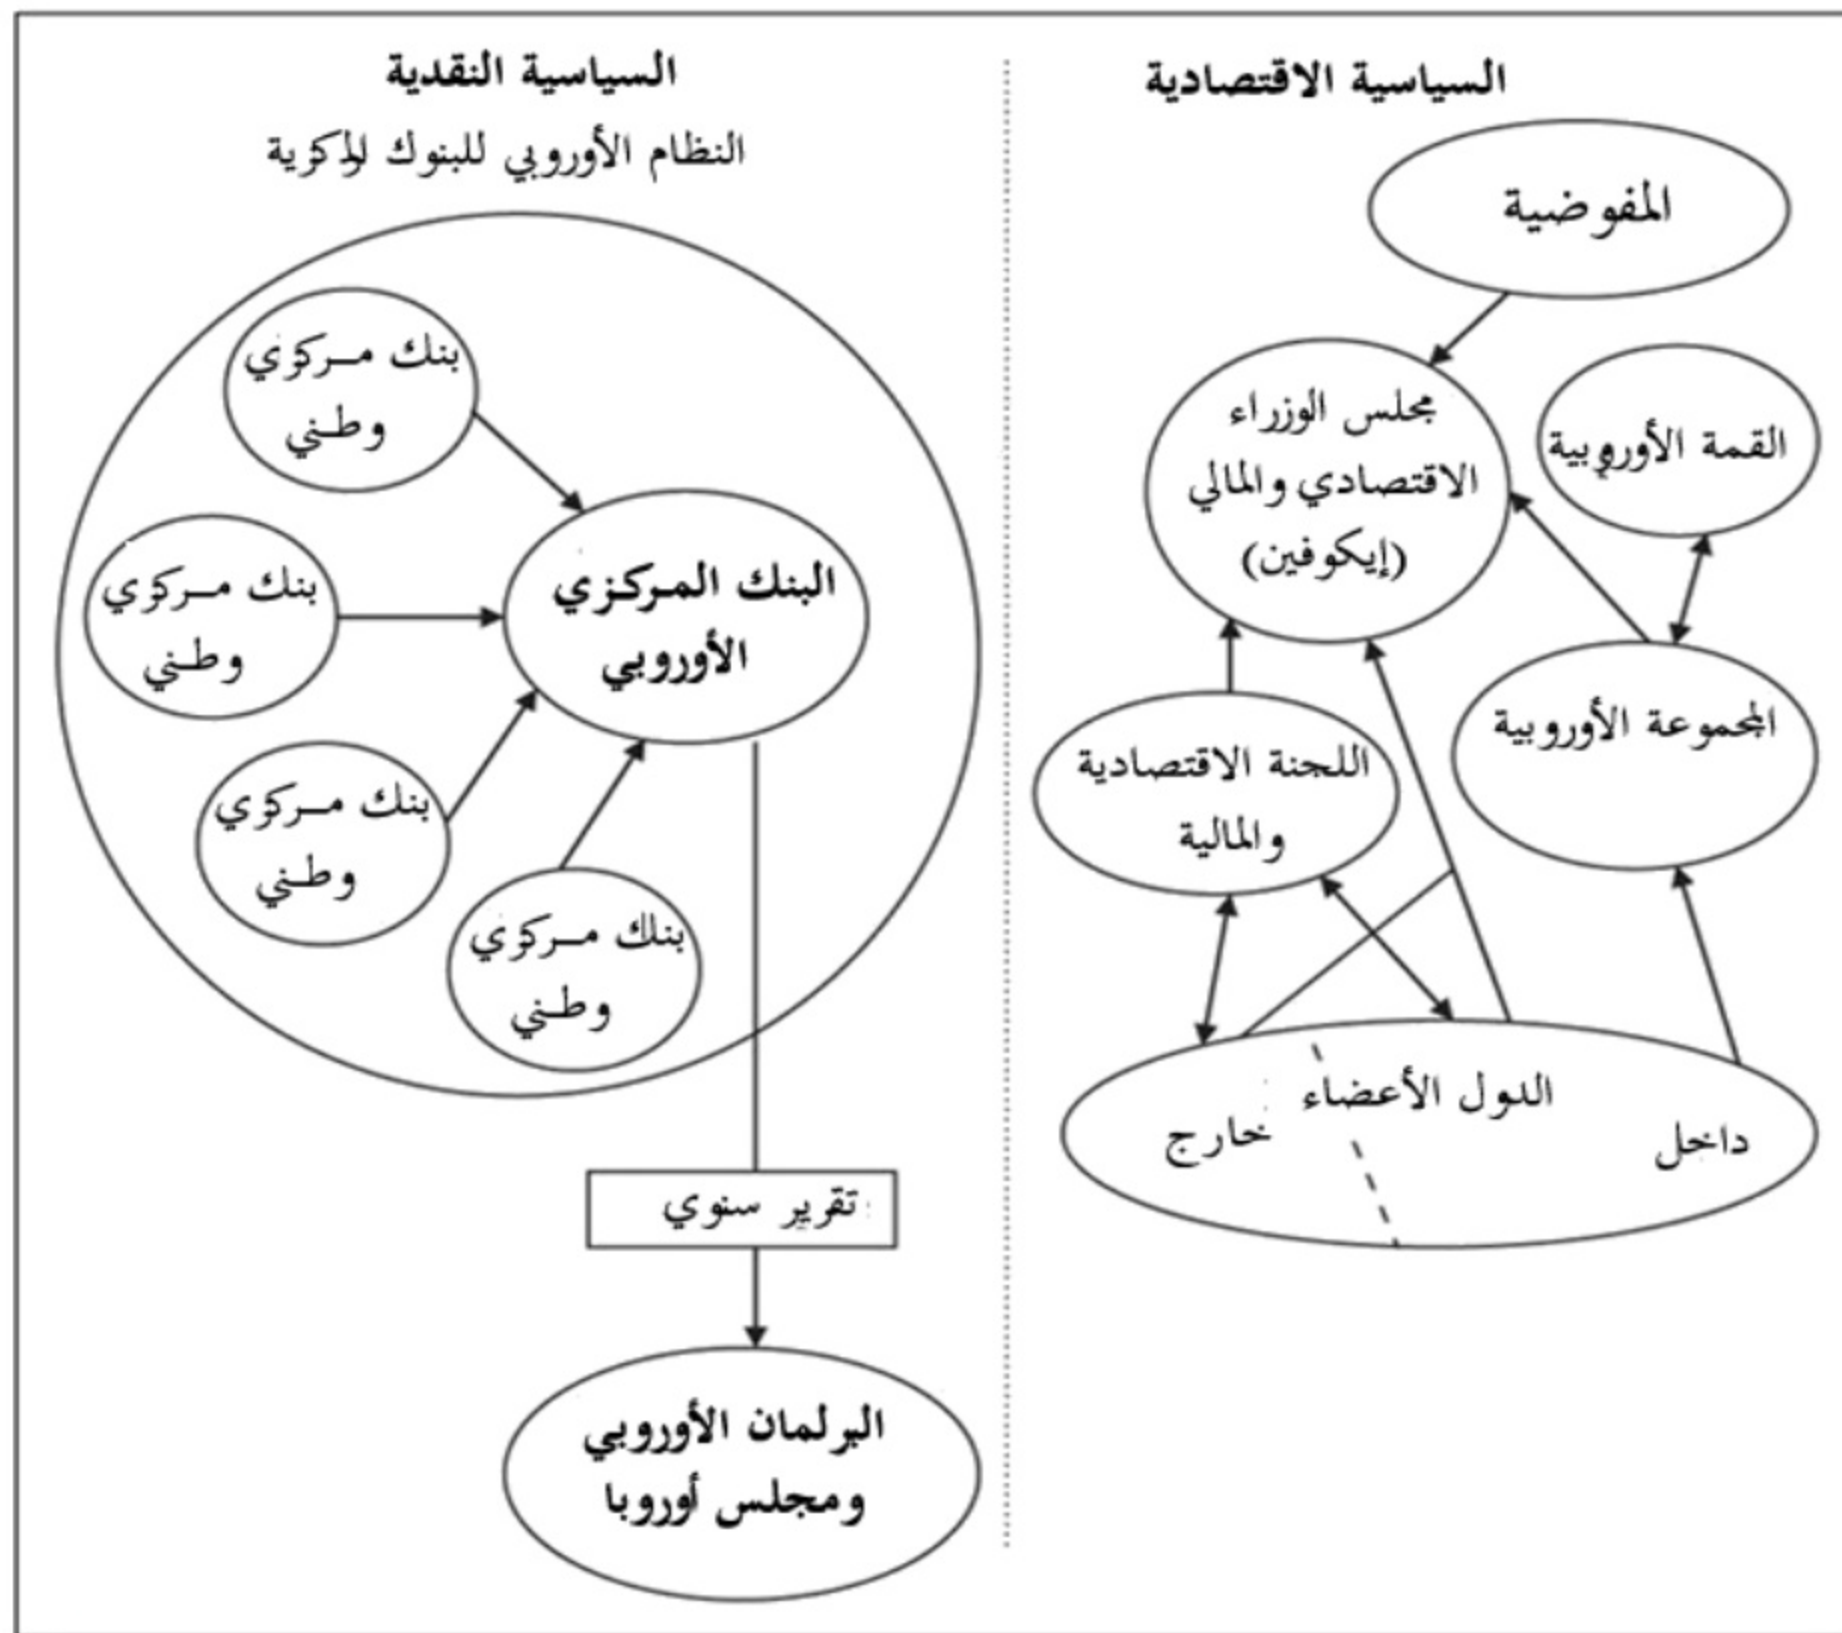 السياسية الاقتصادية
المفوضية
مجلس الوزراء
الاقتصادي والمالي
(إيكوفين)
القمة الأوروبية
المجموعة الأوروبية
اللجنة الاقتصادية
والمالية
الدول الأعضاء
داخل
خارج
السياسية النقدية
النظام الأوروبي للبنوك المركزية
بنك مركزي
وطني
بنك مركزي
وطني
البنك المركزي
الأوروبي
بنك مركزي
وطني
بنك مركزي
وطني
تقرير سنوي
البرلمان الأوروبي
ومجلس أوروبا